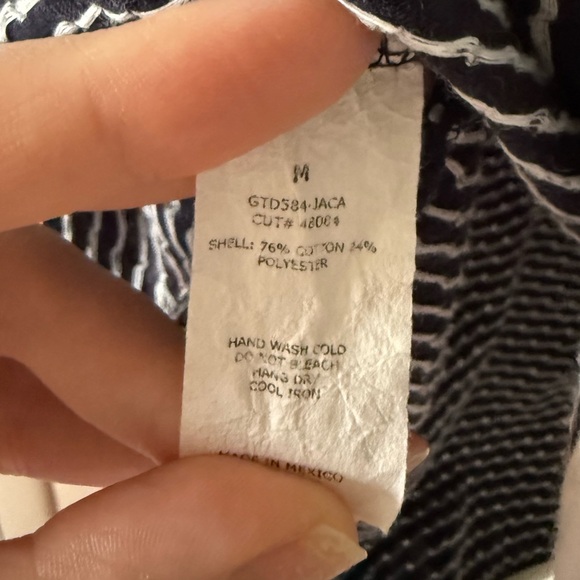 M
GTD584-JACA
CUT# 48004
SHELL: 76% COTTON 24%
POLYESTER
HAND WASH COLD
DO NOT BLEACH
HANG DRY
COOL IRON
MADE IN MEXICO